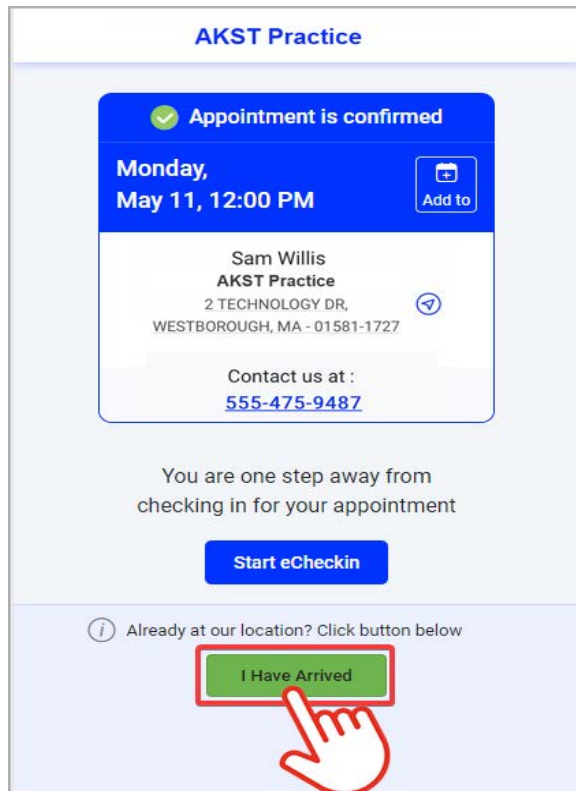 AKST Practice
Appointment is confirmed
Monday,
May 11, 12:00 PM
Add to
Sam Willis
AKST Practice
2 TECHNOLOGY DR,
WESTBOROUGH, MA - 01581-1727
Contact us at :
555-475-9487
You are one step away from
checking in for your appointment
Start eCheckin
i Already at our location? Click button below
I Have Arrived